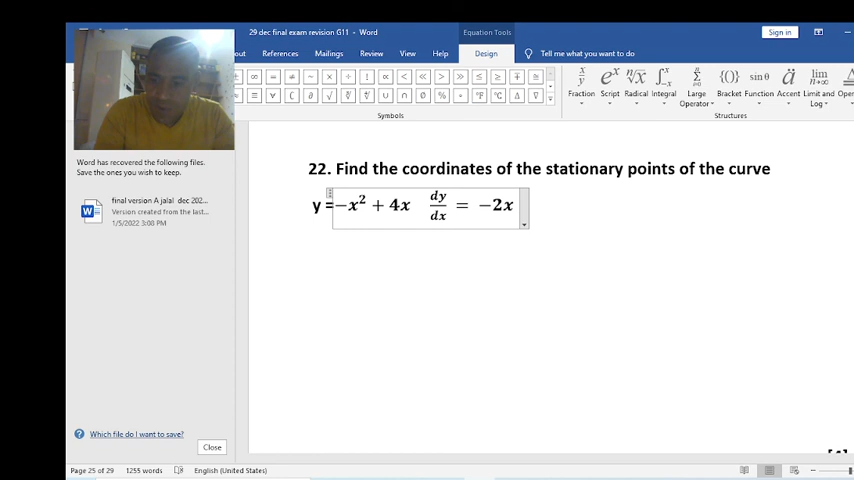 29 dec final exam revision G11 - Word
Equation Tools
Sign in
out References Mailings Review View Help Design Tell me what you want to do
± ∞ = ≠ ~ × ÷ ! ∝ < ≪ > ≫ ≤ ≥ ∓ ≅
≡ ∀ ∁ ∂ √ ∛ ∜ ∪ ∩ ∅ % ° °F °C ∆ ∇
Symbols
Fraction Script Radical Integral Large Operator Bracket Function Accent Limit and Log Oper
Structures
Word has recovered the following files.
Save the ones you wish to keep.
final version A jalal dec 202...
Version created from the last...
1/5/2022 3:00 PM
Which file do I want to save?
Close
22. Find the coordinates of the stationary points of the curve
y = −x² + 4x dy/dx = −2x
Page 25 of 29 1255 words English (United States)